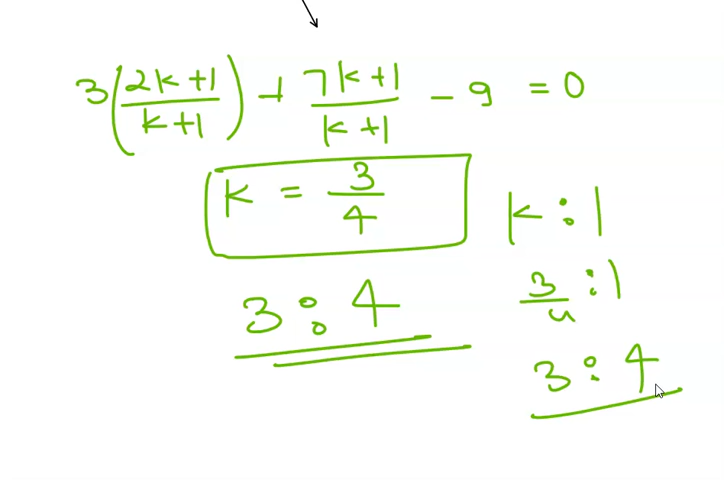 3(2k+1/k+1) + 7k+1/k+1 - 9 = 0
k = 3/4
k : 1
3 : 4
3/4 : 1
3 : 4